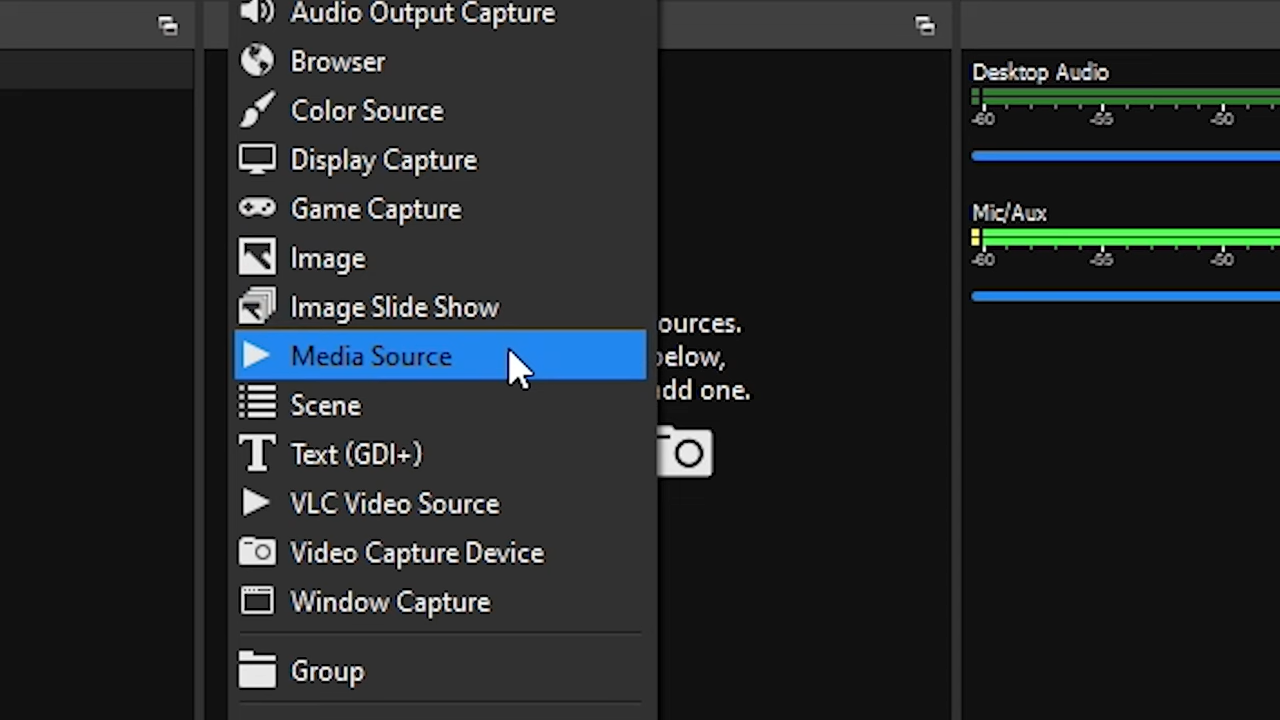 Audio Output Capture
Browser
Color Source
Display Capture
Game Capture
Image
Image Slide Show
Media Source
Scene
Text (GDI+)
VLC Video Source
Video Capture Device
Window Capture
Group
ources.
below,
add one.
Desktop Audio
-60 -55 -50
Mic/Aux
-60 -55 -50